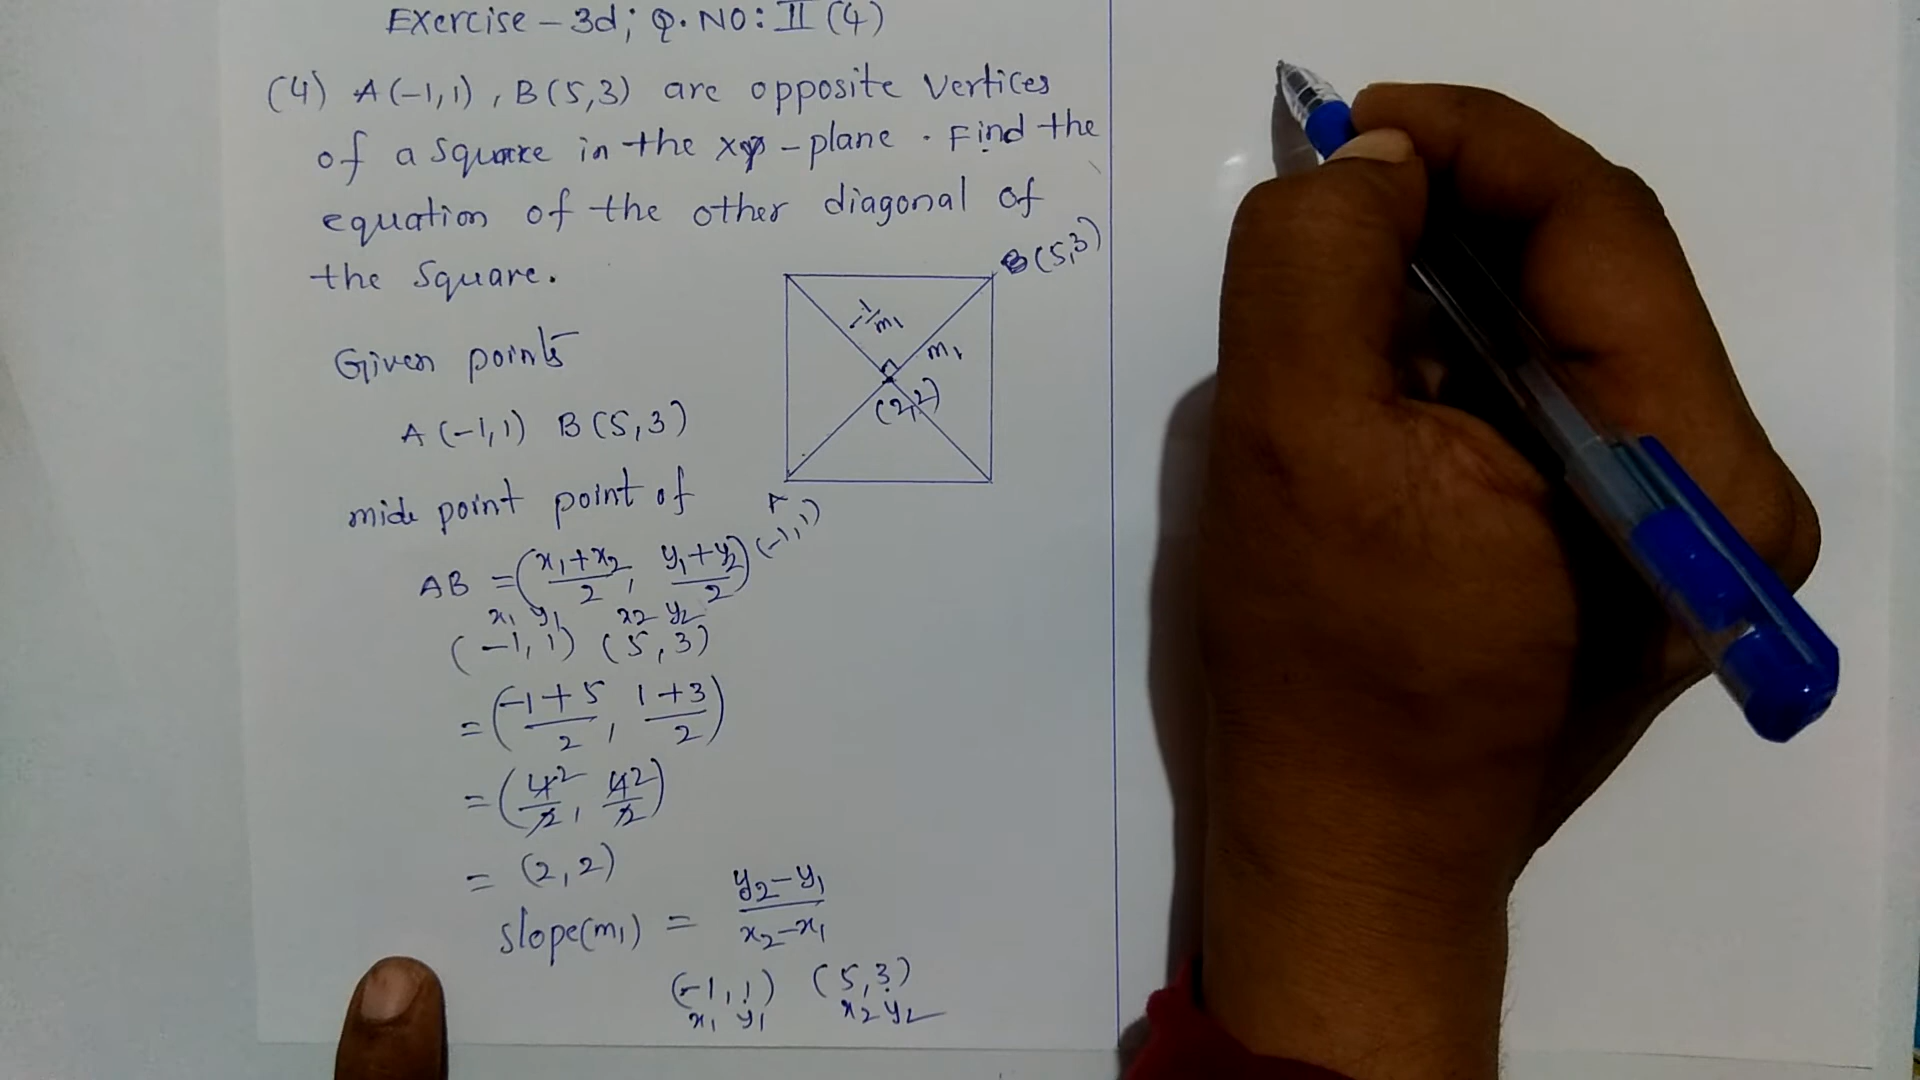 Exercise - 3d; Q. NO: II (4)
(4) A(-1,1), B(5,3) are opposite vertices
of a square in the xy - plane. Find the
equation of the other diagonal of
the square.
B(5,3)
-1/m1
m1
(2,2)
A
(-1,1)
Given points
A(-1,1) B(5,3)
mide point point of
AB = (x1+x2/2, y1+y2/2)
x1 y1 x2 y2
(-1,1) (5,3)
= (-1+5/2, 1+3/2)
= (4/2 2, 4/2 2)
= (2,2)
slope(m1) = y2-y1/x2-x1
(-1,1) (5,3)
x1 y1 x2 y2